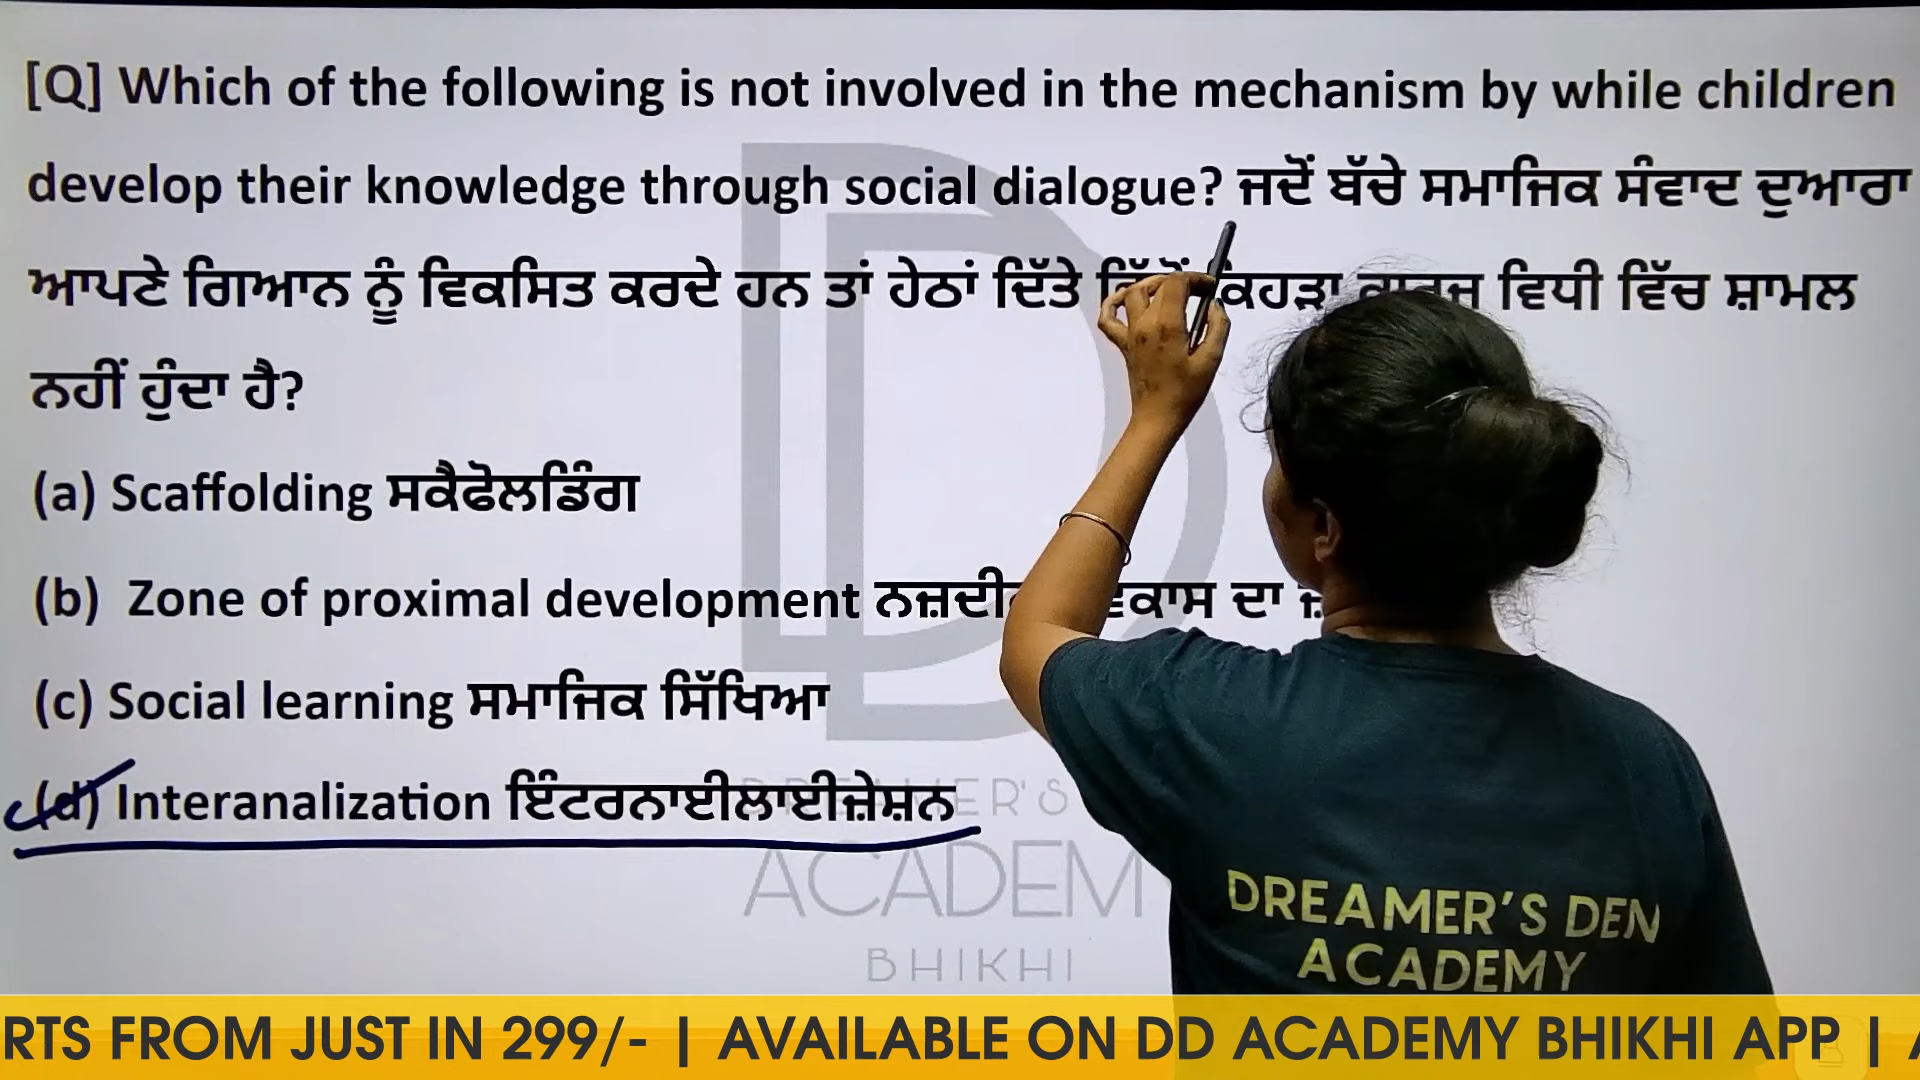 [Q] Which of the following is not involved in the mechanism by while children
develop their knowledge through social dialogue? ਜਦੋਂ ਬੱਚੇ ਸਮਾਜਿਕ ਸੰਵਾਦ ਦੁਆਰਾ
ਆਪਣੇ ਗਿਆਨ ਨੂੰ ਵਿਕਸਿਤ ਕਰਦੇ ਹਨ ਤਾਂ ਹੇਠਾਂ ਦਿੱਤੇ ਕਿਹੜਾ ਵਿਧੀ ਵਿੱਚ ਸ਼ਾਮਲ
ਨਹੀਂ ਹੁੰਦਾ ਹੈ?
(a) Scaffolding ਸਕੈਫੋਲਡਿੰਗ
(b) Zone of proximal development ਦਾ
(c) Social learning ਸਮਾਜਿਕ ਸਿੱਖਿਆ
(d) Interanalization ਇੰਟਰਨਾਈਲਾਈਜ਼ੇਸ਼ਨ
DREAMER'S
ACADEM
BHIKHI
DREAMER'S DEN
ACADEMY
RTS FROM JUST IN 299/- | AVAILABLE ON DD ACADEMY BHIKHI APP |